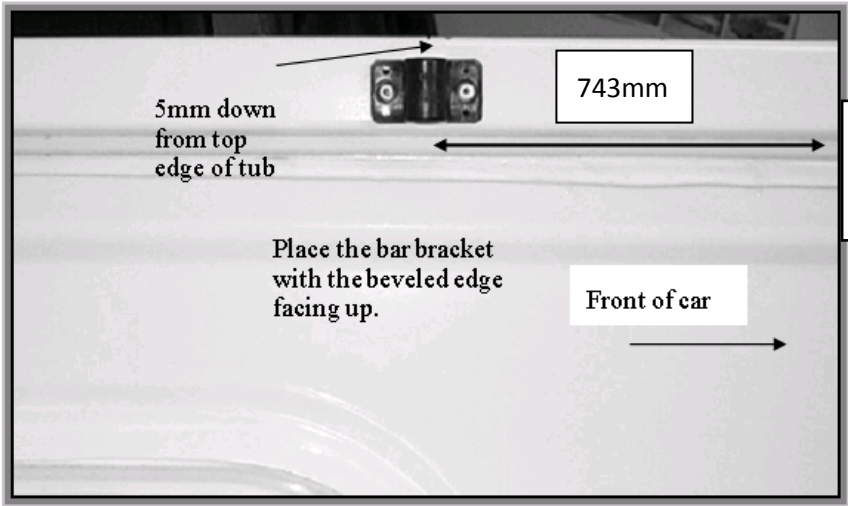 743mm
5mm down
from top
edge of tub
Place the bar bracket
with the beveled edge
facing up.
Front of car